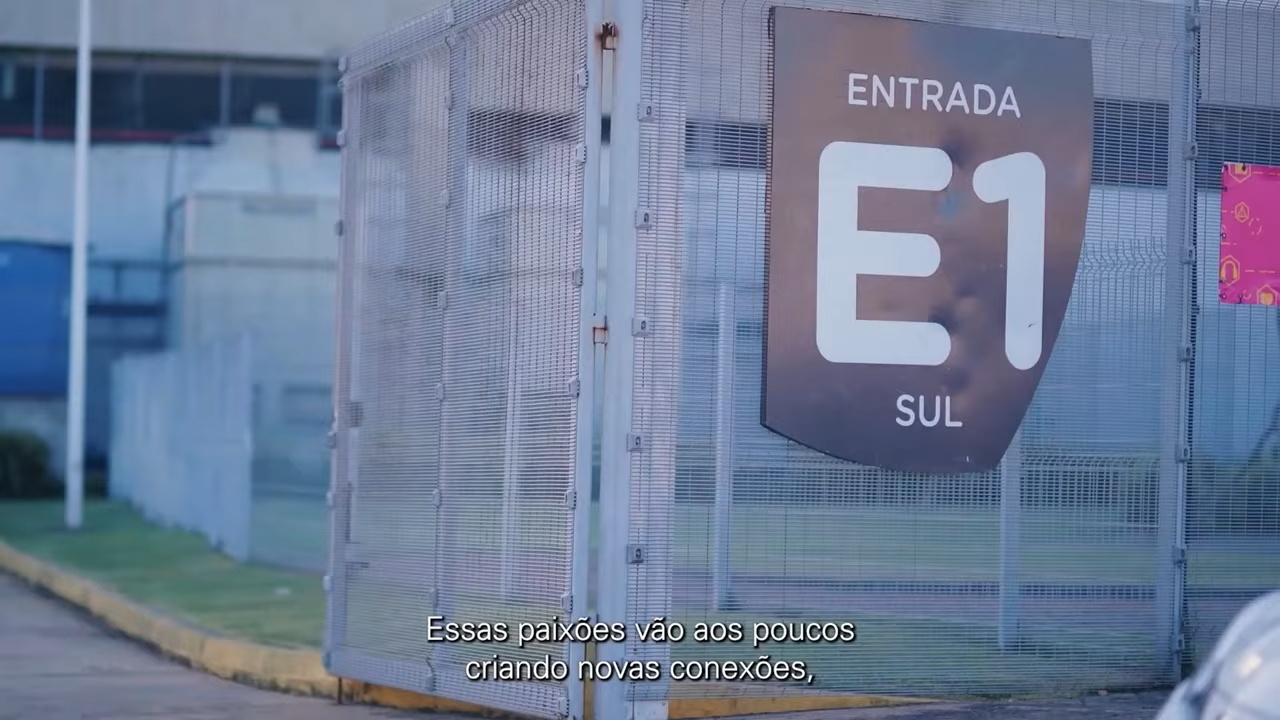 ENTRADA
E1
SUL
Essas paixões vão aos poucos
criando novas conexões,